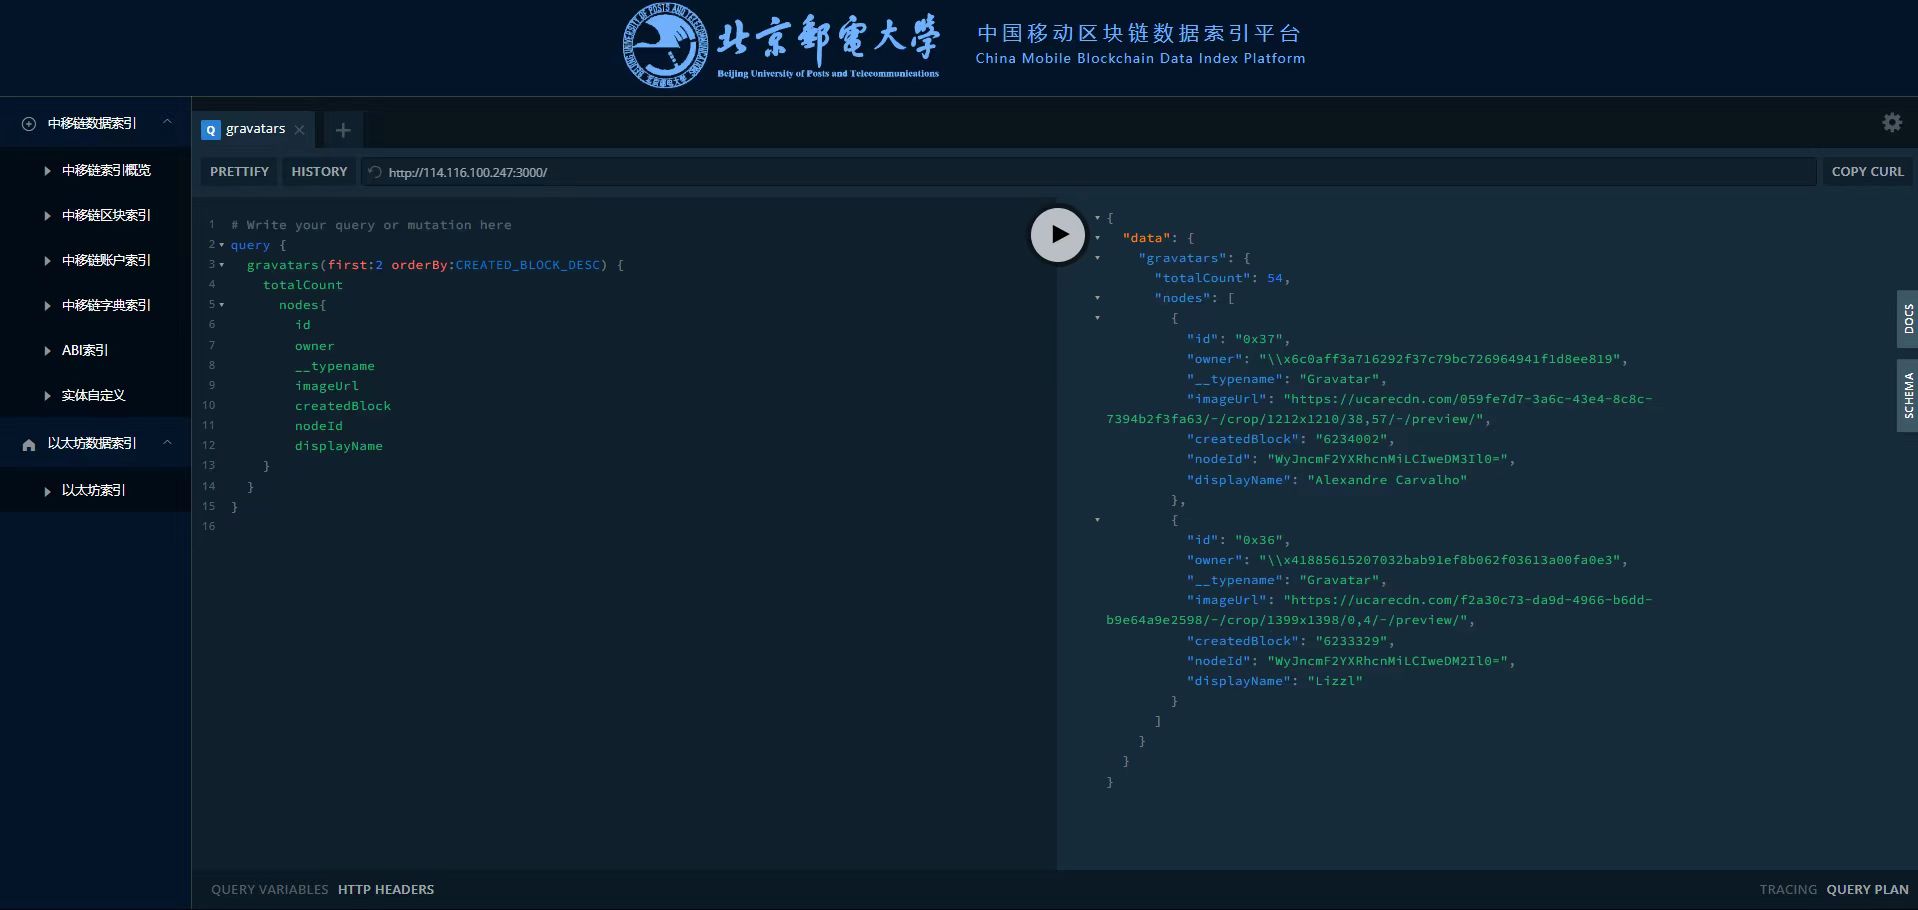 北京郵電大學
Beijing University of Posts and Telecommunications
中国移动区块链数据索引平台
China Mobile Blockchain Data Index Platform
中移链数据索引
中移链索引概览
中移链区块索引
中移链账户索引
中移链字典索引
ABI索引
实体自定义
以太坊数据索引
以太坊索引
Q gravatars
PRETTIFY HISTORY http://114.116.100.247:3000/ COPY CURL
1 # Write your query or mutation here
2 query {
3 gravatars(first:2 orderBy:CREATED_BLOCK_DESC) {
4 totalCount
5 nodes{
6 id
7 owner
8 __typename
9 imageUrl
10 createdBlock
11 nodeId
12 displayName
13 }
14 }
15 }
16
{
"data": {
"gravatars": {
"totalCount": 54,
"nodes": [
{
"id": "0x37",
"owner": "\\x6c0aff3a716292f37c79bc726964941f1d8ee819",
"__typename": "Gravatar",
"imageUrl": "https://ucarecdn.com/059fe7d7-3a6c-43e4-8c8c-
7394b2f3fa63/-/crop/1212x1210/38,57/-/preview/",
"createdBlock": "6234002",
"nodeId": "WyJncmF2YXRhcnMiLCIweDM3Il0=",
"displayName": "Alexandre Carvalho"
},
{
"id": "0x36",
"owner": "\\x41885615207032bab91ef8b062f03613a00fa0e3",
"__typename": "Gravatar",
"imageUrl": "https://ucarecdn.com/f2a30c73-da9d-4966-b6dd-
b9e64a9e2598/-/crop/1399x1398/0,4/-/preview/",
"createdBlock": "6233329",
"nodeId": "WyJncmF2YXRhcnMiLCIweDM2Il0=",
"displayName": "Lizzl"
}
]
}
}
}
DOCS
SCHEMA
QUERY VARIABLES HTTP HEADERS
TRACING QUERY PLAN